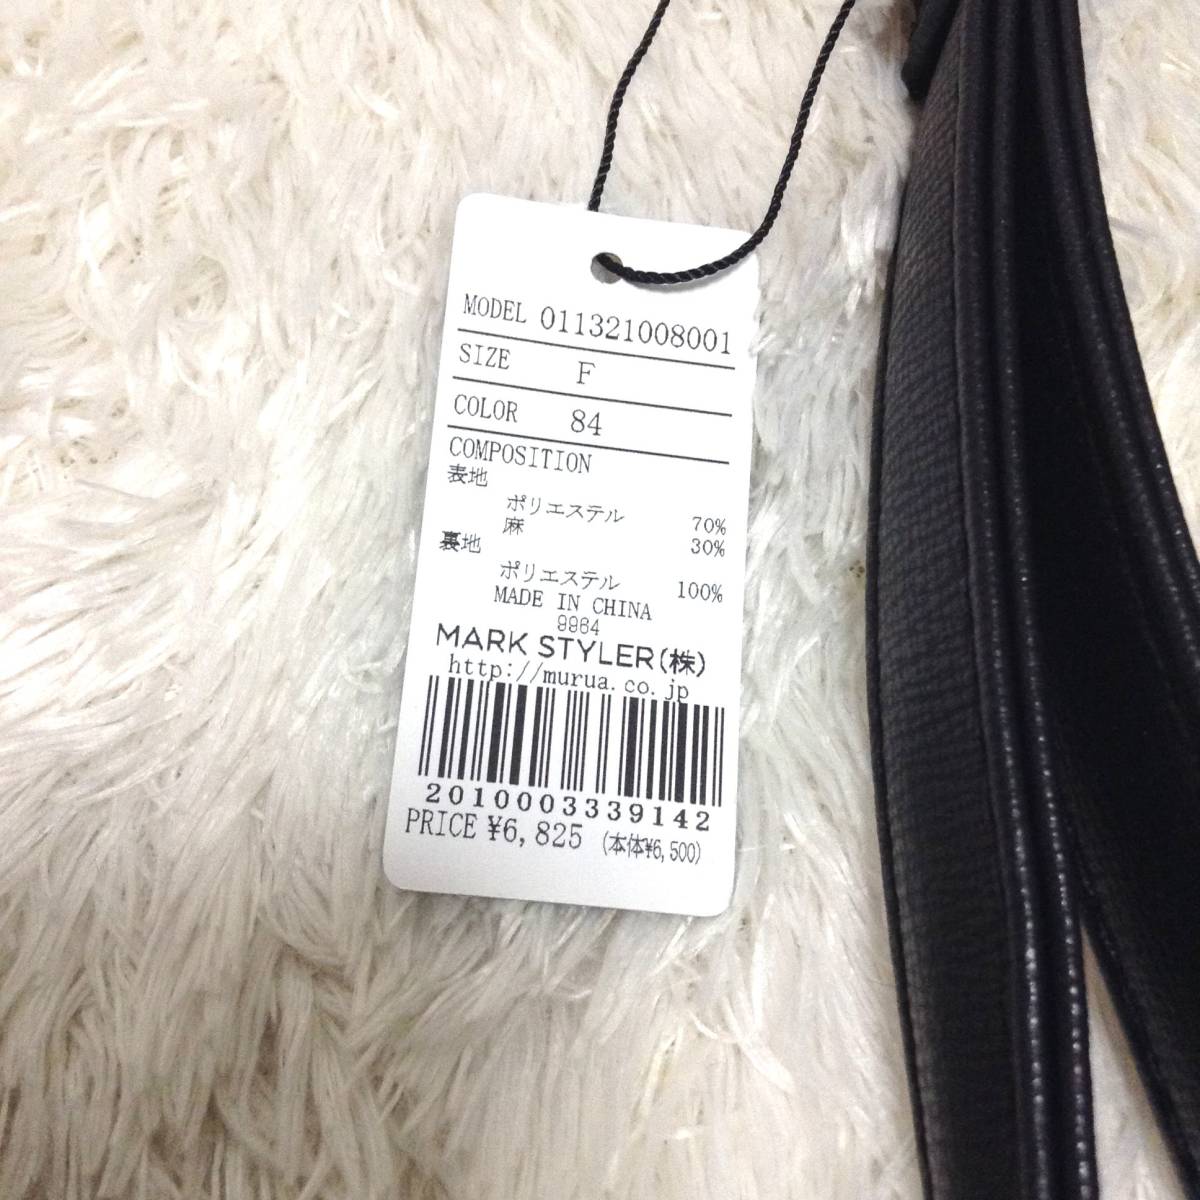 MODEL 011321008001
SIZE F
COLOR 84
COMPOSITION
表地
ポリエステル 70%
麻 30%
裏地
ポリエステル 100%
MADE IN CHINA
9964
MARK STYLER(株)
http://murua.co.jp
2010003339142
PRICE ¥6,825 (本体¥6,500)